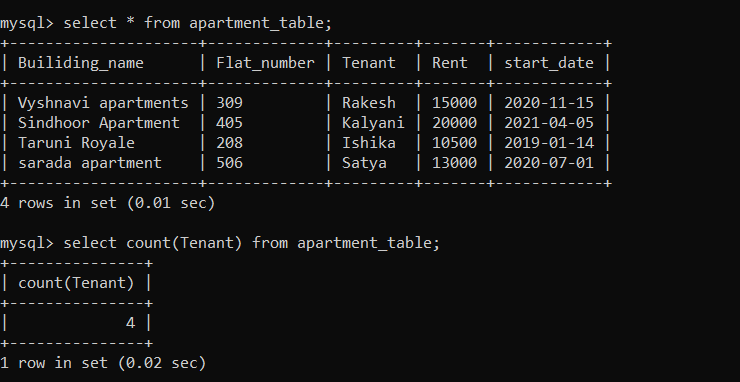 mysql> select * from apartment_table;
+--------------------+-------------+---------+-------+------------+
| Builiding_name     | Flat_number | Tenant  | Rent  | start_date |
+--------------------+-------------+---------+-------+------------+
| Vyshnavi apartments | 309         | Rakesh  | 15000 | 2020-11-15 |
| Sindhoor Apartment  | 405         | Kalyani | 20000 | 2021-04-05 |
| Taruni Royale       | 208         | Ishika  | 10500 | 2019-01-14 |
| sarada apartment    | 506         | Satya   | 13000 | 2020-07-01 |
+--------------------+-------------+---------+-------+------------+
4 rows in set (0.01 sec)
mysql> select count(Tenant) from apartment_table;
+---------------+
| count(Tenant) |
+---------------+
|             4 |
+---------------+
1 row in set (0.02 sec)